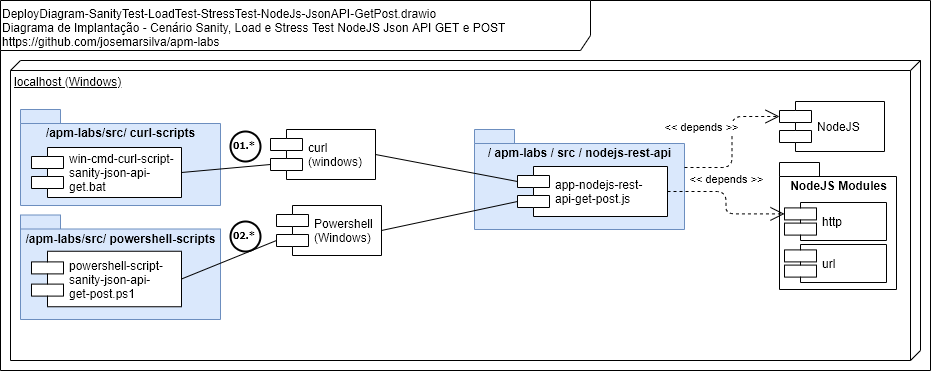 DeployDiagram-SanityTest-LoadTest-StressTest-NodeJs-JsonAPI-GetPost.drawio
Diagrama de Implantação - Cenário Sanity, Load e Stress Test NodeJS Json API GET e POST
https://github.com/josemarsilva/apm-labs
localhost (Windows)
/apm-labs/src/ curl-scripts
win-cmd-curl-script-
sanity-json-api-
get.bat
01.*
curl
(windows)
/ apm-labs / src / nodejs-rest-api
app-nodejs-rest-
api-get-post.js
<< depends >>
NodeJS
<< depends >>
NodeJS Modules
http
url
/apm-labs/src/ powershell-scripts
powershell-script-
sanity-json-api-
get-post.ps1
02.*
Powershell
(Windows)